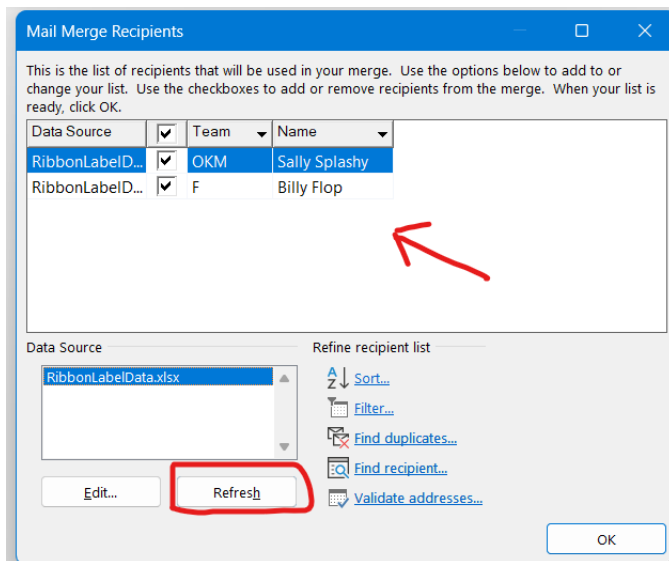 Mail Merge Recipients
This is the list of recipients that will be used in your merge.  Use the options below to add to or
change your list.  Use the checkboxes to add or remove recipients from the merge.  When your list is
ready, click OK.
Data Source Team Name
RibbonLabelD... OKM Sally Splashy
RibbonLabelD... F Billy Flop
Data Source
RibbonLabelData.xlsx
Edit... Refresh
Refine recipient list
Sort...
Filter...
Find duplicates...
Find recipient...
Validate addresses...
OK